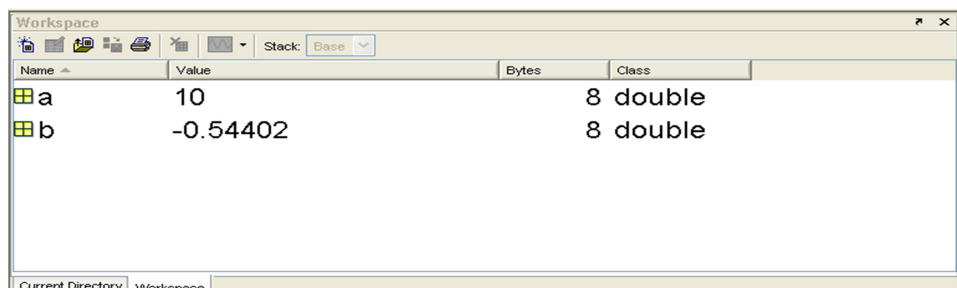 Workspace
Stack: Base
Name Value Bytes Class
a 10 8 double
b -0.54402 8 double
Current Directory Workspace